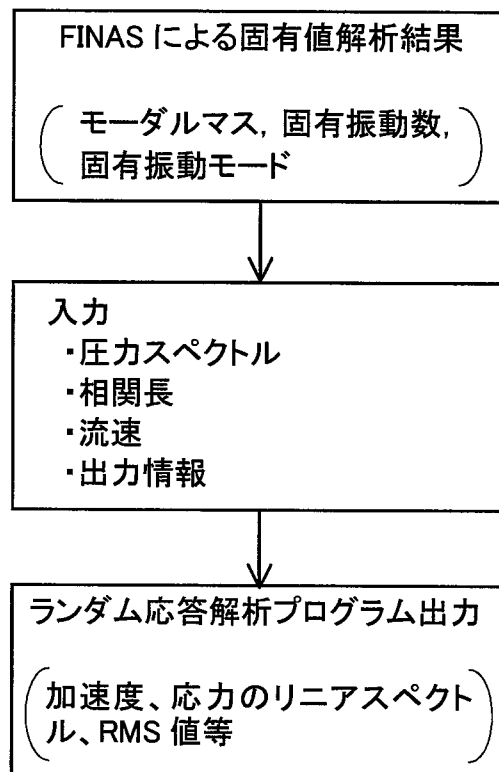 FINAS による固有値解析結果
モーダルマス, 固有振動数,
固有振動モード
入力
・圧力スペクトル
・相関長
・流速
・出力情報
ランダム応答解析プログラム出力
加速度、応力のリニアスペクト
ル、RMS 値等